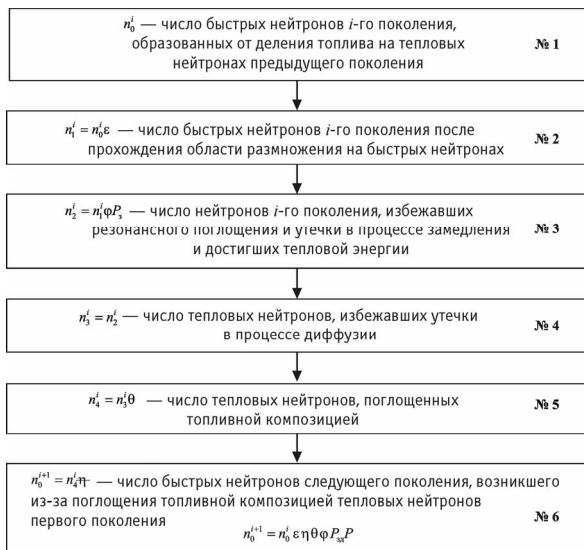 n₀ⁱ — число быстрых нейтронов i-го поколения,
образованных от деления топлива на тепловых
нейтронах предыдущего поколения
№ 1
n₁ⁱ = n₀ⁱε — число быстрых нейтронов i-го поколения после
прохождения области размножения на быстрых нейтронах
№ 2
n₂ⁱ = n₁ⁱφPₐ — число нейтронов i-го поколения, избежавших
резонансного поглощения и утечки в процессе замедления
и достигших тепловой энергии
№ 3
n₃ⁱ = n₂ⁱ — число тепловых нейтронов, избежавших утечки
в процессе диффузии
№ 4
n₄ⁱ = n₃ⁱθ — число тепловых нейтронов, поглощенных
топливной композицией
№ 5
n₀ⁱ⁺¹ = n₄ⁱη — число быстрых нейтронов следующего поколения, возникшего
из-за поглощения топливной композицией тепловых нейтронов
первого поколения
№ 6
n₀ⁱ⁺¹ = n₀ⁱ ε η θ φ Pзд P